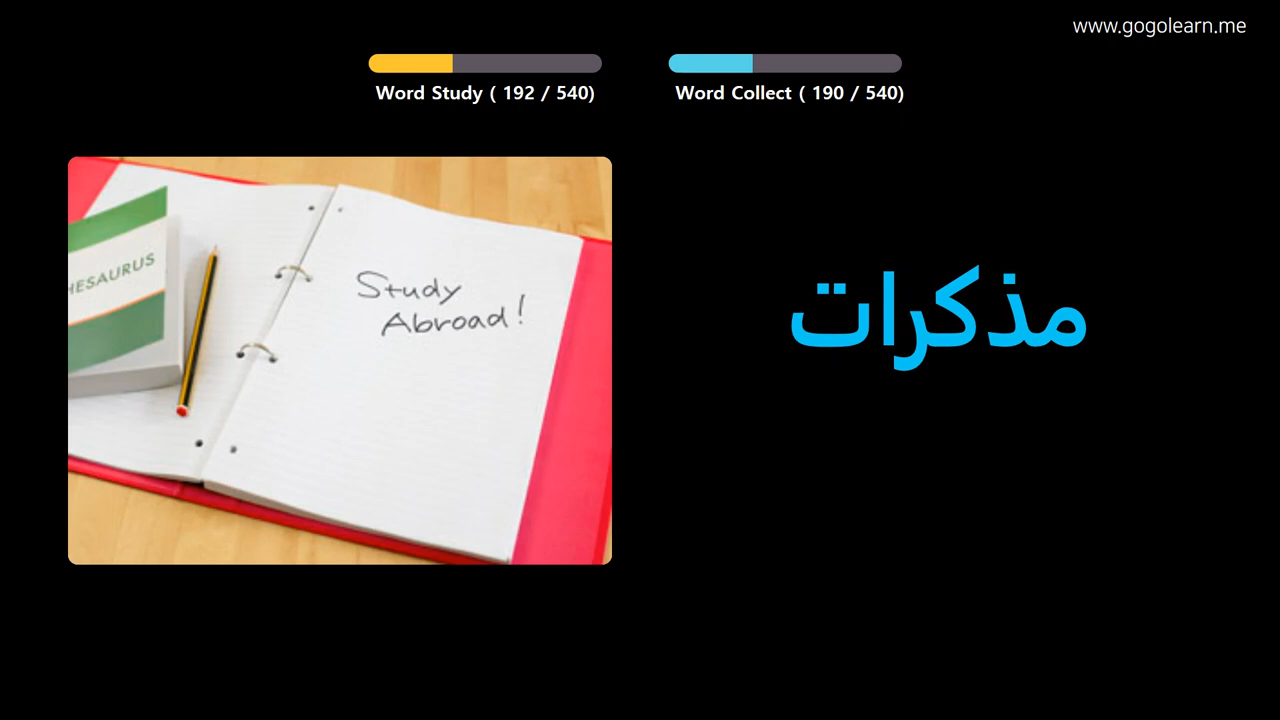 www.gogolearn.me
Word Study ( 192 / 540)
Word Collect ( 190 / 540)
HESAURUS
Study
Abroad!
مذكرات